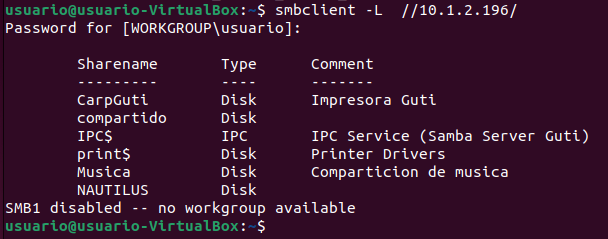 usuario@usuario-VirtualBox:~$ smbclient -L  //10.1.2.196/
Password for [WORKGROUP\usuario]:
Sharename       Type      Comment
---------       ----      -------
CarpGuti        Disk      Impresora Guti
compartido      Disk
IPC$            IPC       IPC Service (Samba Server Guti)
print$          Disk      Printer Drivers
Musica          Disk      Comparticion de musica
NAUTILUS        Disk
SMB1 disabled -- no workgroup available
usuario@usuario-VirtualBox:~$